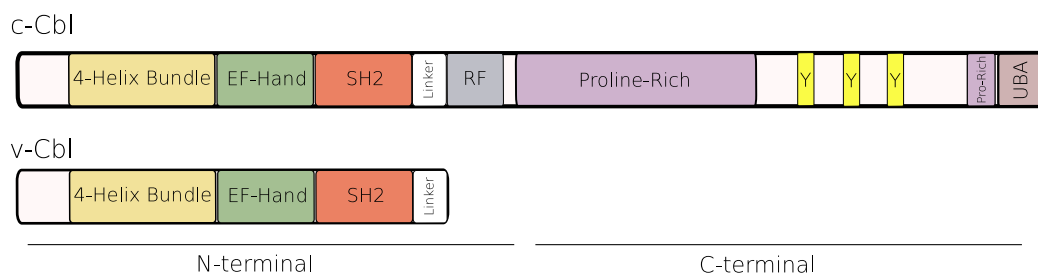 c-Cbl
4-Helix Bundle EF-Hand SH2 Linker RF Proline-Rich Y Y Y Pro-Rich UBA
v-Cbl
4-Helix Bundle EF-Hand SH2 Linker
N-terminal C-terminal